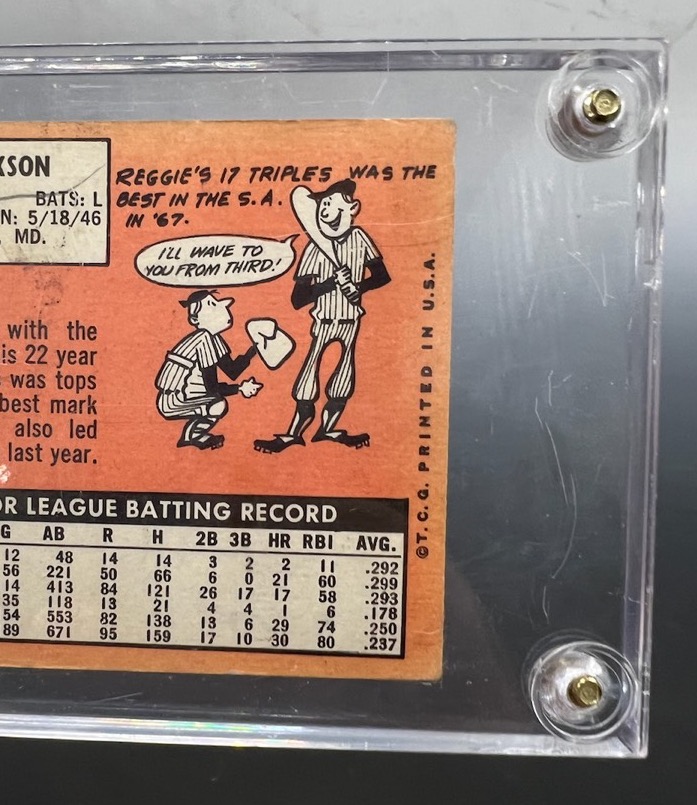 KSON
BATS: L
N: 5/18/46
MD.
REGGIE'S 17 TRIPLES WAS THE
BEST IN THE S.A.
IN '67.
I'LL WAVE TO
YOU FROM THIRD!
with the
is 22 year
was tops
best mark
also led
last year.
©T.C.G. PRINTED IN U.S.A.
OR LEAGUE BATTING RECORD
G AB R H 2B 3B HR RBI AVG.
12 48 14 14 3 2 2 11 .292
56 221 50 66 6 0 21 60 .299
14 413 84 121 26 17 17 58 .293
35 118 13 21 4 4 1 6 .178
54 553 82 138 13 6 29 74 .250
89 671 95 159 17 10 30 80 .237